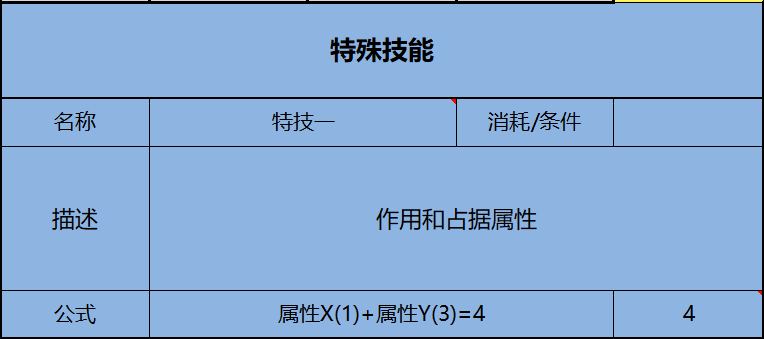 特殊技能
名称 特技一 消耗/条件
描述 作用和占据属性
公式 属性X(1)+属性Y(3)=4 4